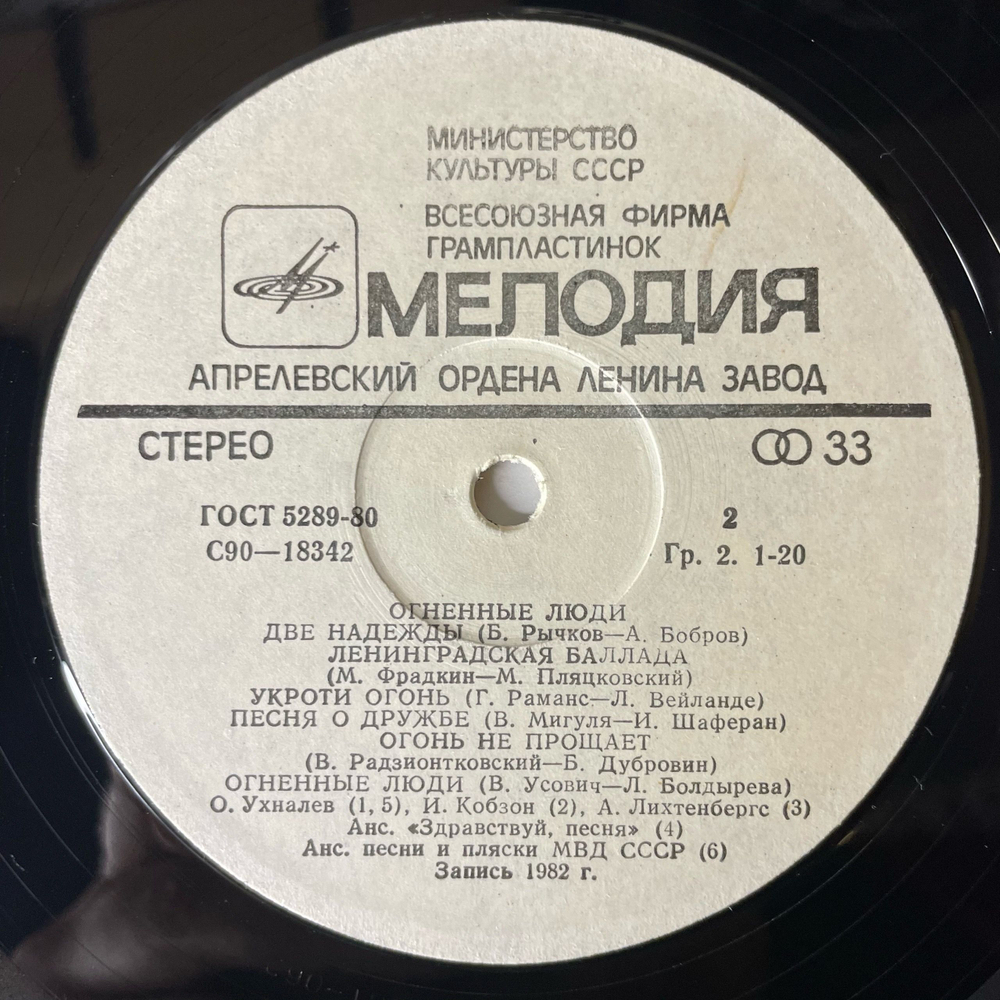 МИНИСТЕРСТВО
КУЛЬТУРЫ СССР
ВСЕСОЮЗНАЯ ФИРМА
ГРАМПЛАСТИНОК
МЕЛОДИЯ
АПРЕЛЕВСКИЙ ОРДЕНА ЛЕНИНА ЗАВОД
СТЕРЕО 33
ГОСТ 5289-80 2
С90—18342 Гр. 2. 1-20
ОГНЕННЫЕ ЛЮДИ
ДВЕ НАДЕЖДЫ (Б. Рычков—А. Бобров)
ЛЕНИНГРАДСКАЯ БАЛЛАДА
(М. Фрадкин—М. Пляцковский)
УКРОТИ ОГОНЬ (Г. Раманс—Л. Вейланде)
ПЕСНЯ О ДРУЖБЕ (В. Мигуля—И. Шаферан)
ОГОНЬ НЕ ПРОЩАЕТ
(В. Радзионтковский—Б. Дубровин)
ОГНЕННЫЕ ЛЮДИ (В. Усович—Л. Болдырева)
О. Ухналев (1, 5), И. Кобзон (2), А. Лихтенбергс (3)
Анс. «Здравствуй, песня» (4)
Анс. песни и пляски МВД СССР (6)
Запись 1982 г.